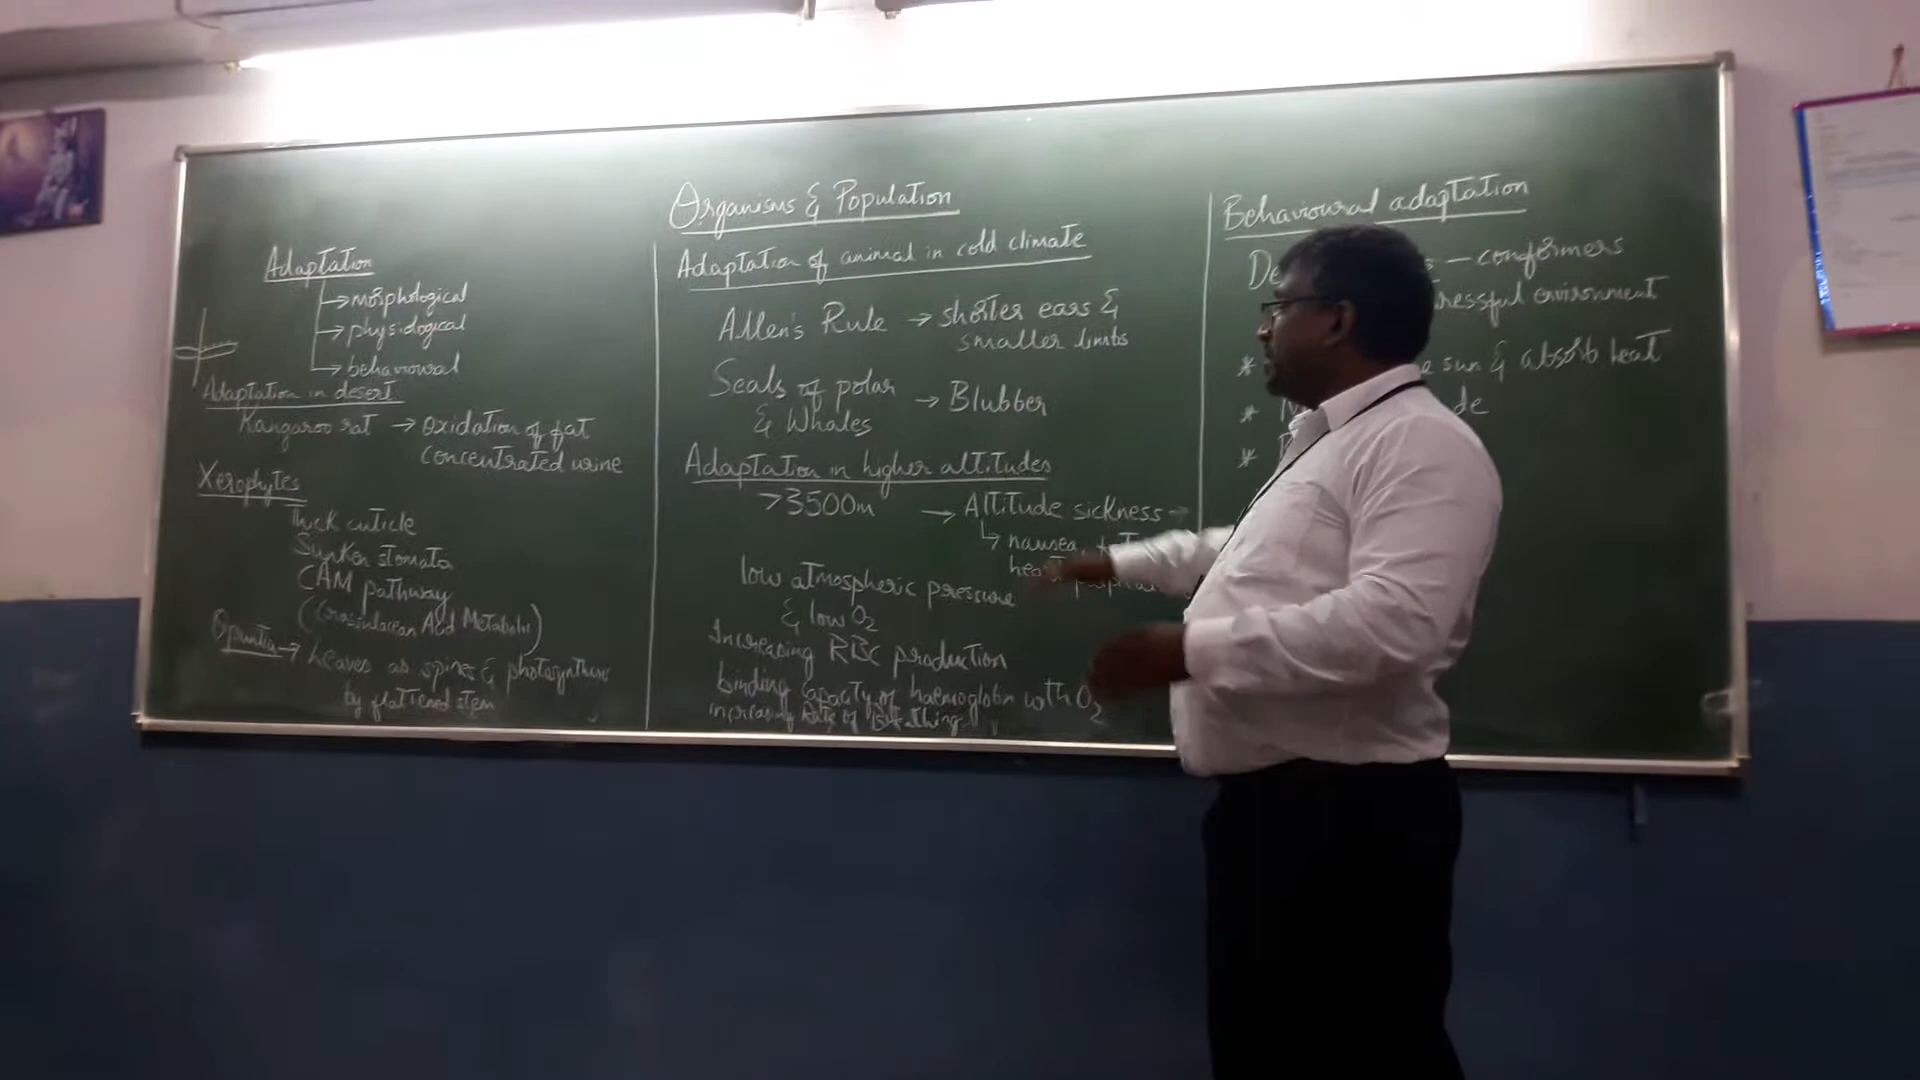 Organisms & Population
Adaptation
→ morphological
→ physiological
→ behavioural
Adaptation in desert
Kangaroo rat → Oxidation of fat
concentrated urine
Xerophytes
Thick cuticle
Sunken stomata
CAM pathway
(Crassulacean Acid Metabolic)
Opuntia → Leaves as spines & photosynthesis
by flattened stem
Adaptation of animal in cold climate
Allen's Rule → shorter ears &
smaller limbs
Seals of polar → Blubber
& Whales
Adaptation in higher altitudes
>3500m → Altitude sickness →
↳ nausea
low atmospheric pressure
& low O2
Increasing RBC production
binding capacity of haemoglobin with O2
increasing Rate of Breathing
Behavioural adaptation
— conformers
environment
*
sun & absorb heat
*
*